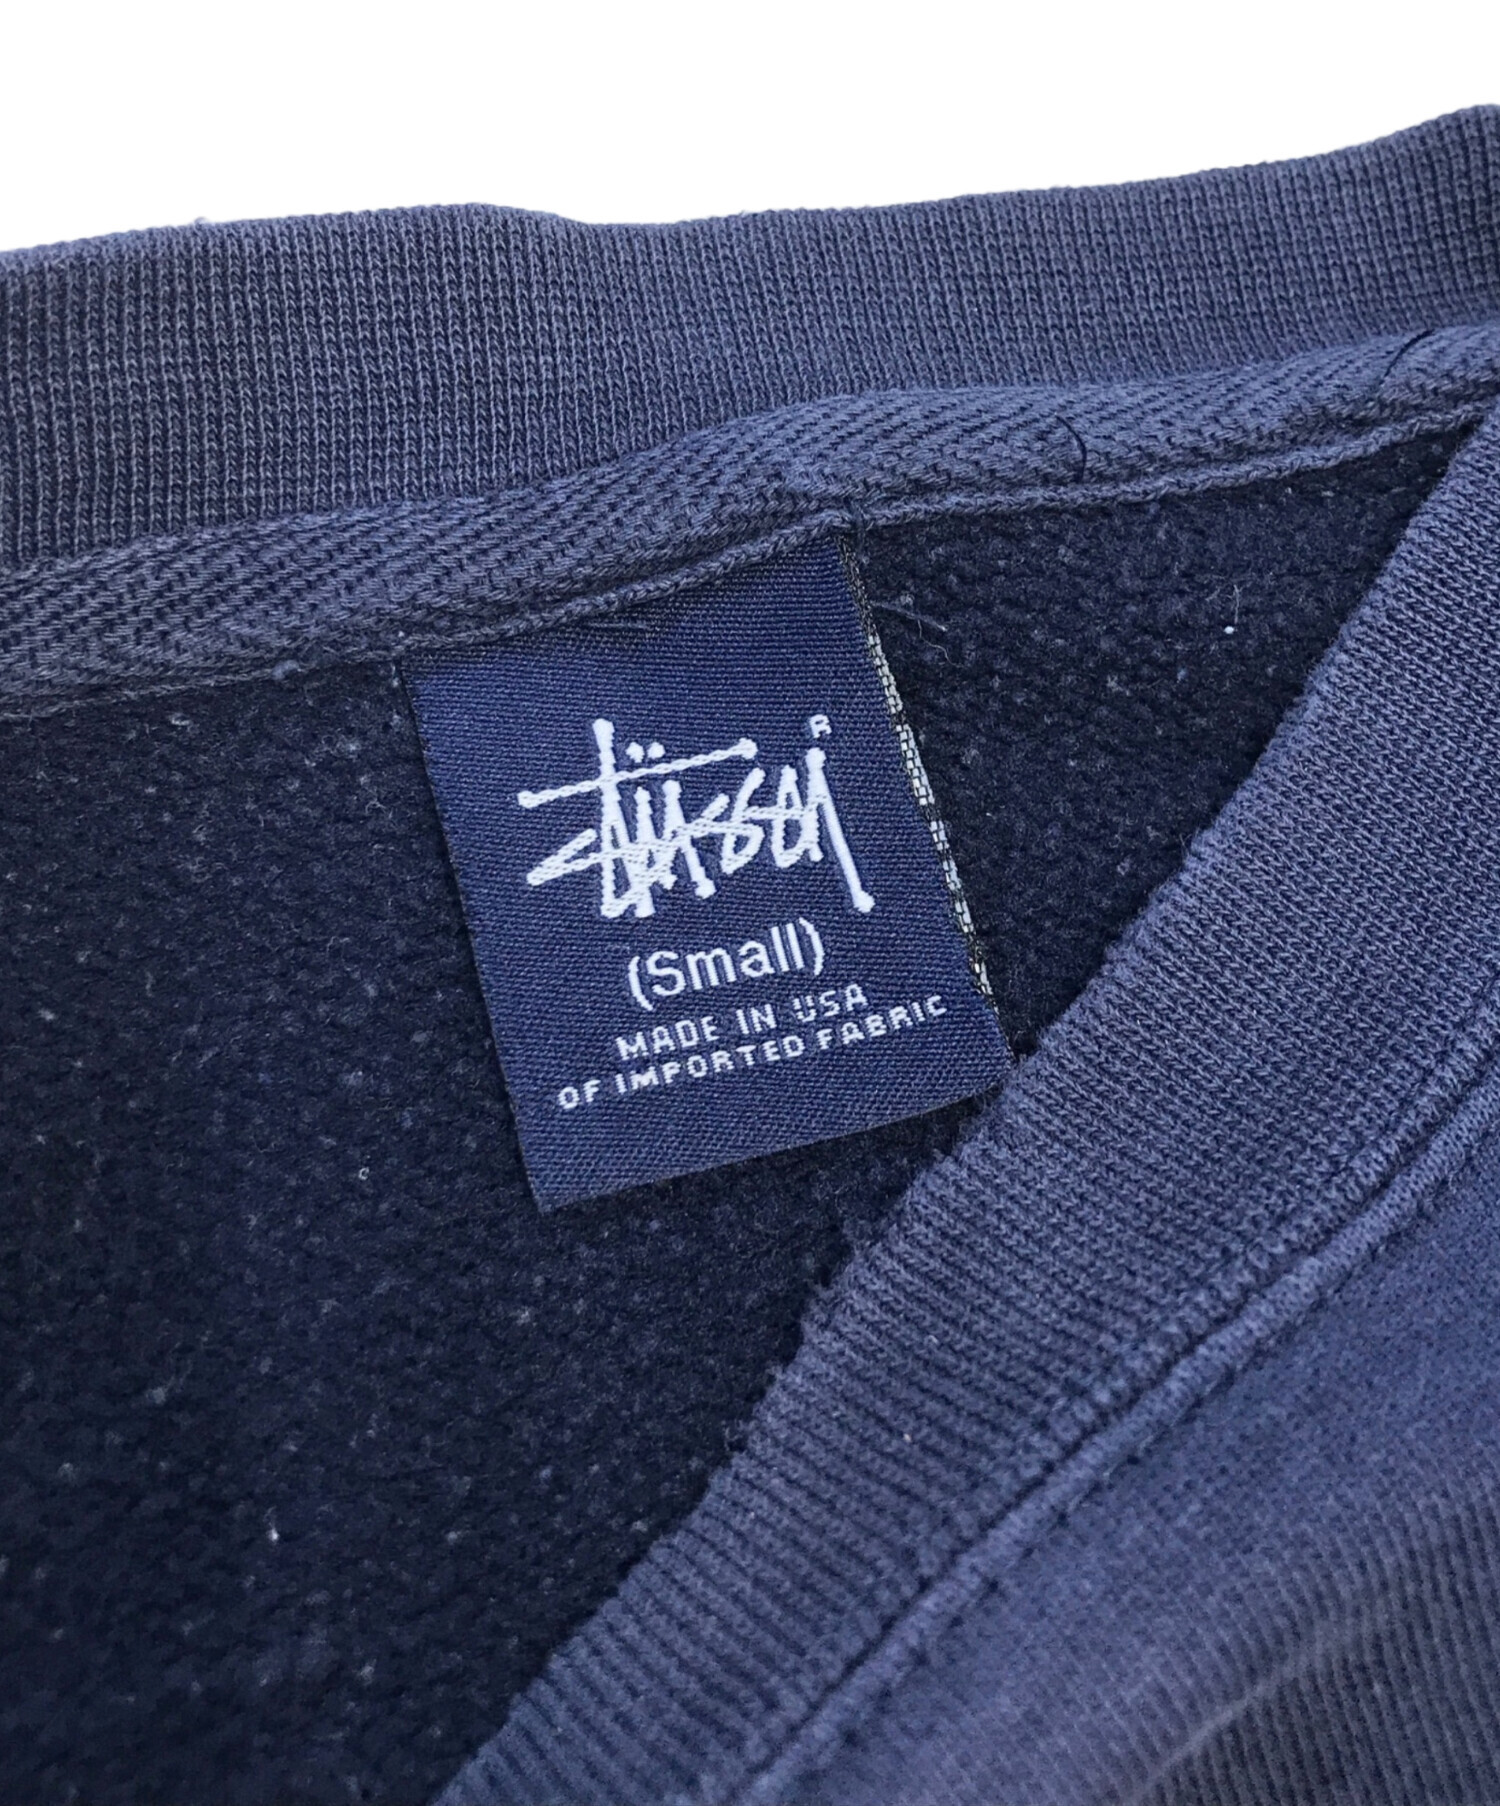 Stüssy R
(Small)
MADE IN USA
OF IMPORTED FABRIC